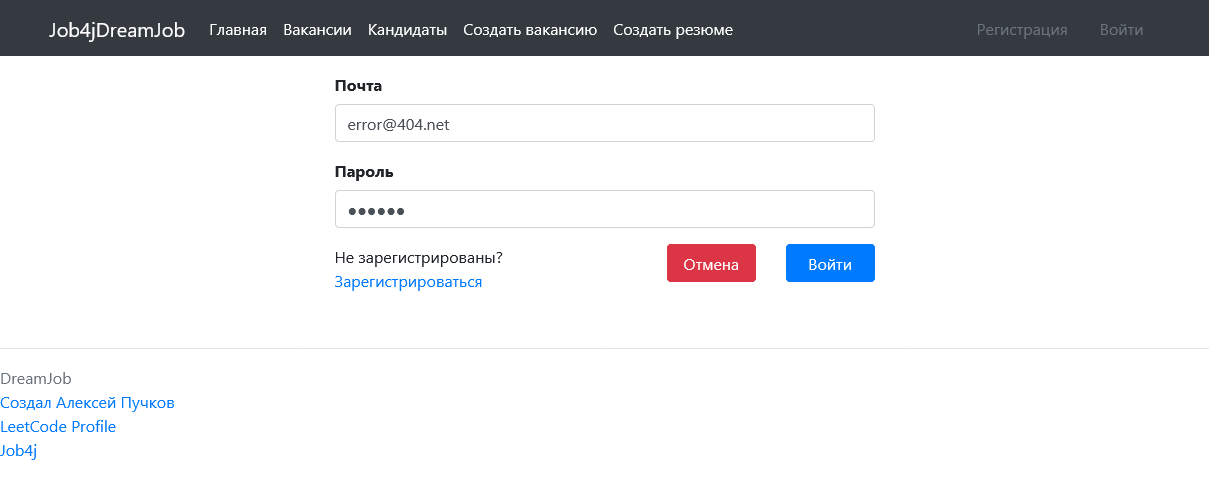 Job4jDreamJob Главная Вакансии Кандидаты Создать вакансию Создать резюме Регистрация Войти
Почта
error@404.net
Пароль
●●●●●●
Не зарегистрированы? Отмена Войти
Зарегистрироваться
DreamJob
Создал Алексей Пучков
LeetCode Profile
Job4j